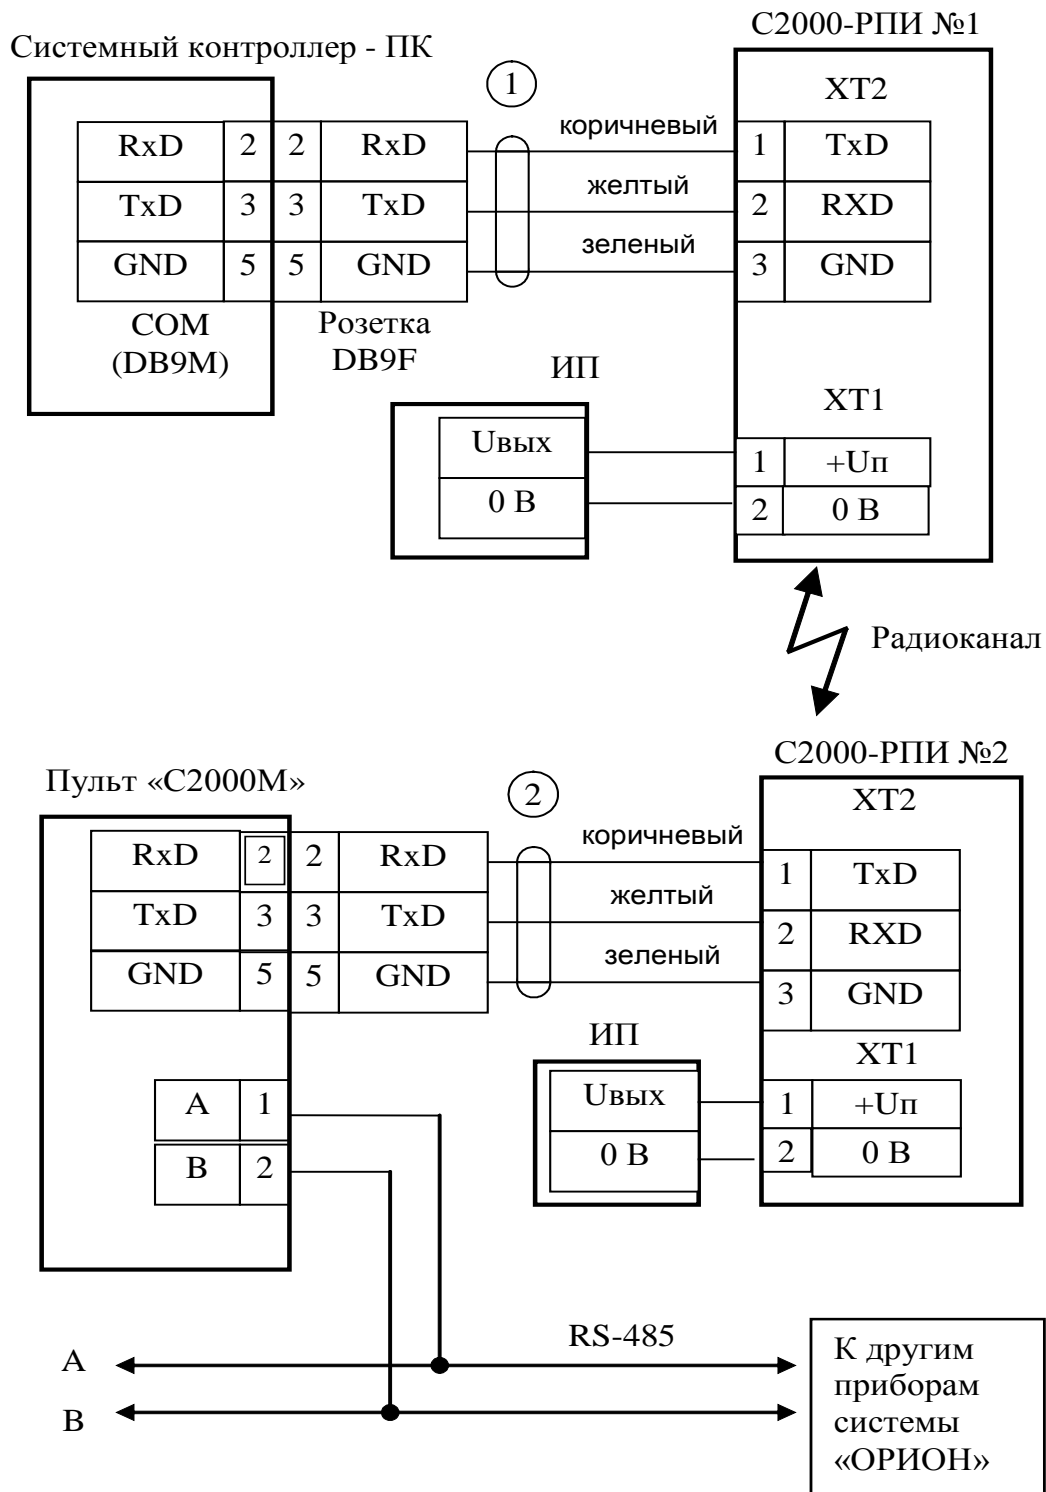 С2000-РПИ №1
Системный контроллер - ПК
1
XT2
коричневый
RxD 2 2 RxD 1 TxD
желтый
TxD 3 3 TxD 2 RXD
зеленый
GND 5 5 GND 3 GND
COM
(DB9M)
Розетка
DB9F
ИП
XT1
Uвых 1 +Uп
0 В 2 0 В
Радиоканал
С2000-РПИ №2
Пульт «С2000М»
2
XT2
коричневый
RxD 2 2 RxD 1 TxD
желтый
TxD 3 3 TxD 2 RXD
зеленый
GND 5 5 GND 3 GND
ИП
XT1
Uвых 1 +Uп
A 1
0 В 2 0 В
B 2
RS-485
A
B
К другим
приборам
системы
«ОРИОН»